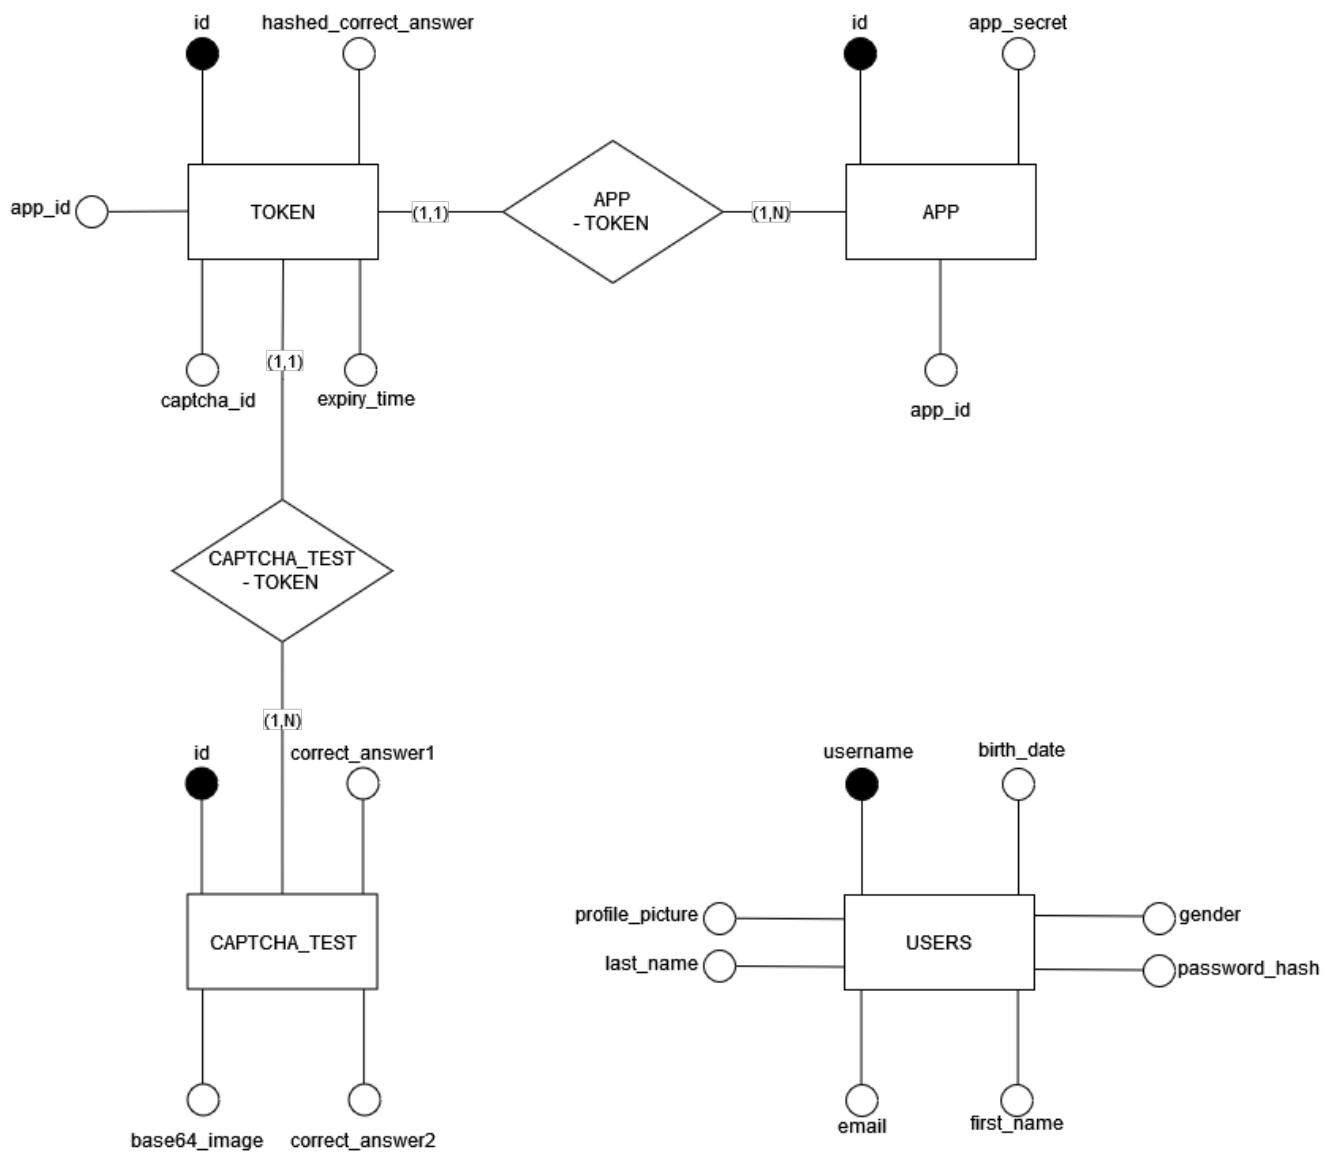 id
hashed_correct_answer
id
app_secret
app_id
TOKEN
(1,1)
APP
- TOKEN
(1,N)
APP
(1,1)
captcha_id
expiry_time
app_id
CAPTCHA_TEST
- TOKEN
(1,N)
id
correct_answer1
username
birth_date
profile_picture
gender
last_name
CAPTCHA_TEST
USERS
password_hash
base64_image
correct_answer2
email
first_name